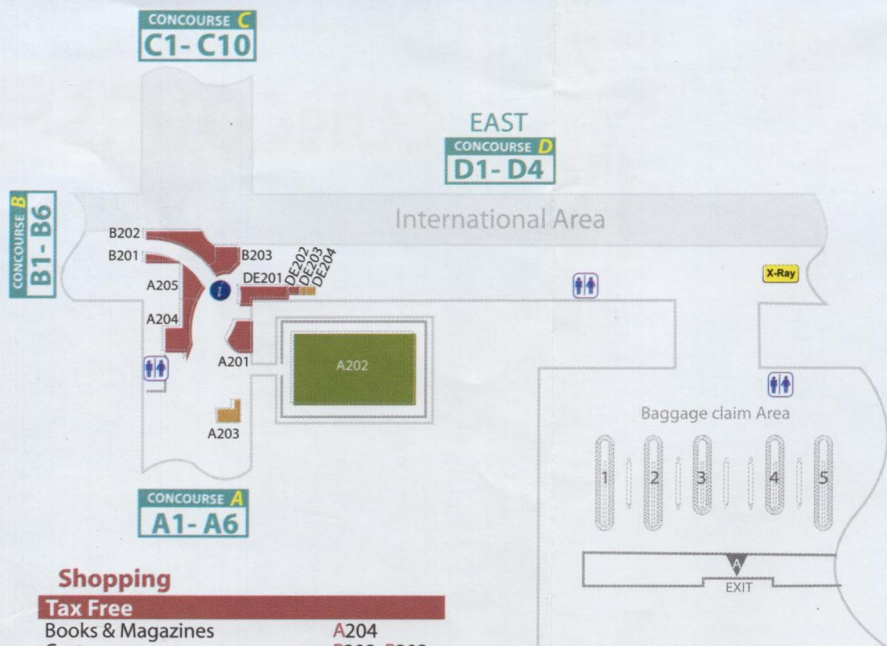 CONCOURSE C
C1- C10
EAST
CONCOURSE D
D1- D4
CONCOURSE B
B1- B6
International Area
B202
B201
B203
DE201
DE202
DE203
DE204
X-Ray
A205
i
A204
A201
A202
A203
Baggage claim Area
1 2 3 4 5
CONCOURSE A
A1- A6
A
EXIT
Shopping
Tax Free
Books & Magazines A204